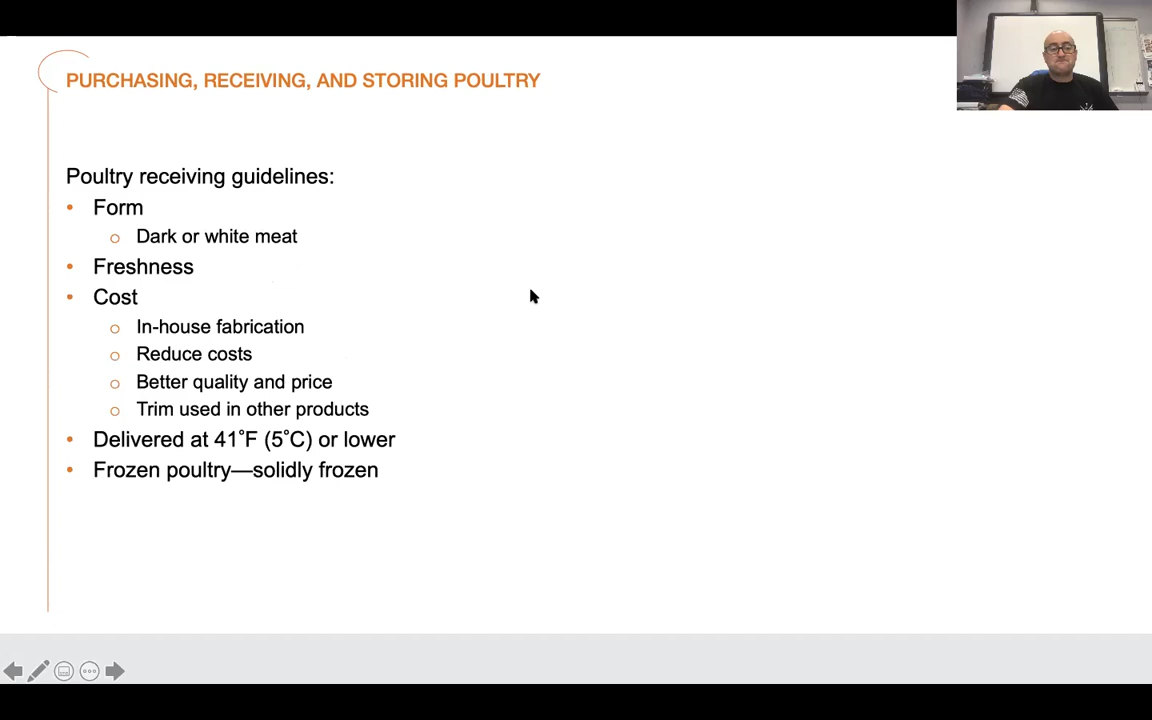 PURCHASING, RECEIVING, AND STORING POULTRY
Poultry receiving guidelines:
• Form
o Dark or white meat
• Freshness
• Cost
o In-house fabrication
o Reduce costs
o Better quality and price
o Trim used in other products
• Delivered at 41˚F (5˚C) or lower
• Frozen poultry—solidly frozen